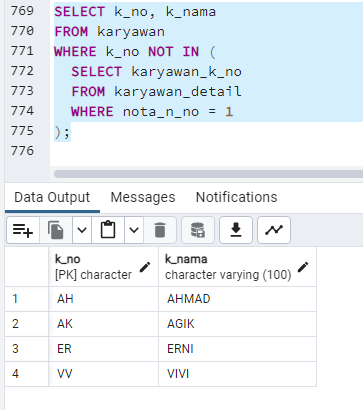 769 SELECT k_no, k_nama
770 FROM karyawan
771 WHERE k_no NOT IN (
772 SELECT karyawan_k_no
773 FROM karyawan_detail
774 WHERE nota_n_no = 1
775 );
776
Data Output Messages Notifications
k_no k_nama
[PK] character character varying (100)
1 AH AHMAD
2 AK AGIK
3 ER ERNI
4 VV VIVI